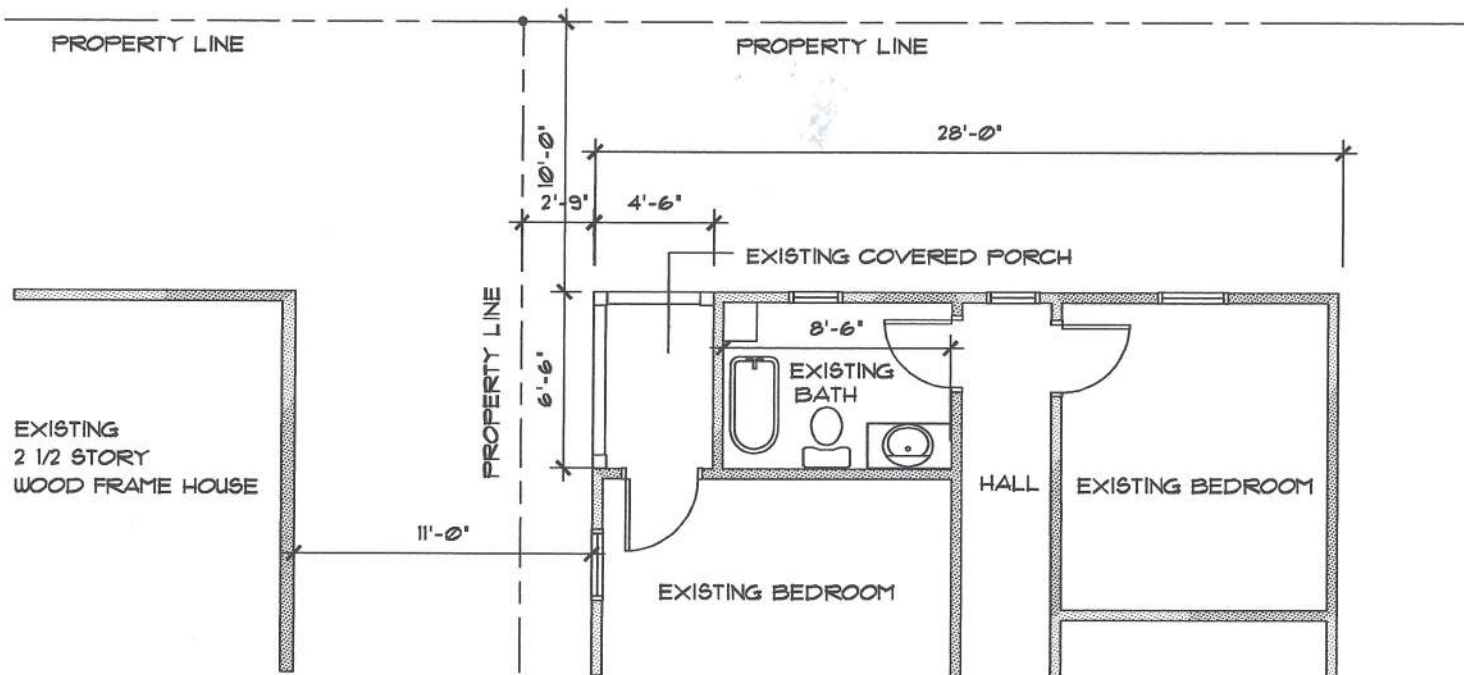 PROPERTY LINE
PROPERTY LINE
28'-0"
10'-0"
2'-9"
4'-6"
EXISTING COVERED PORCH
PROPERTY LINE
6'-6"
8'-6"
EXISTING
BATH
EXISTING
2 1/2 STORY
WOOD FRAME HOUSE
HALL
EXISTING BEDROOM
11'-0"
EXISTING BEDROOM